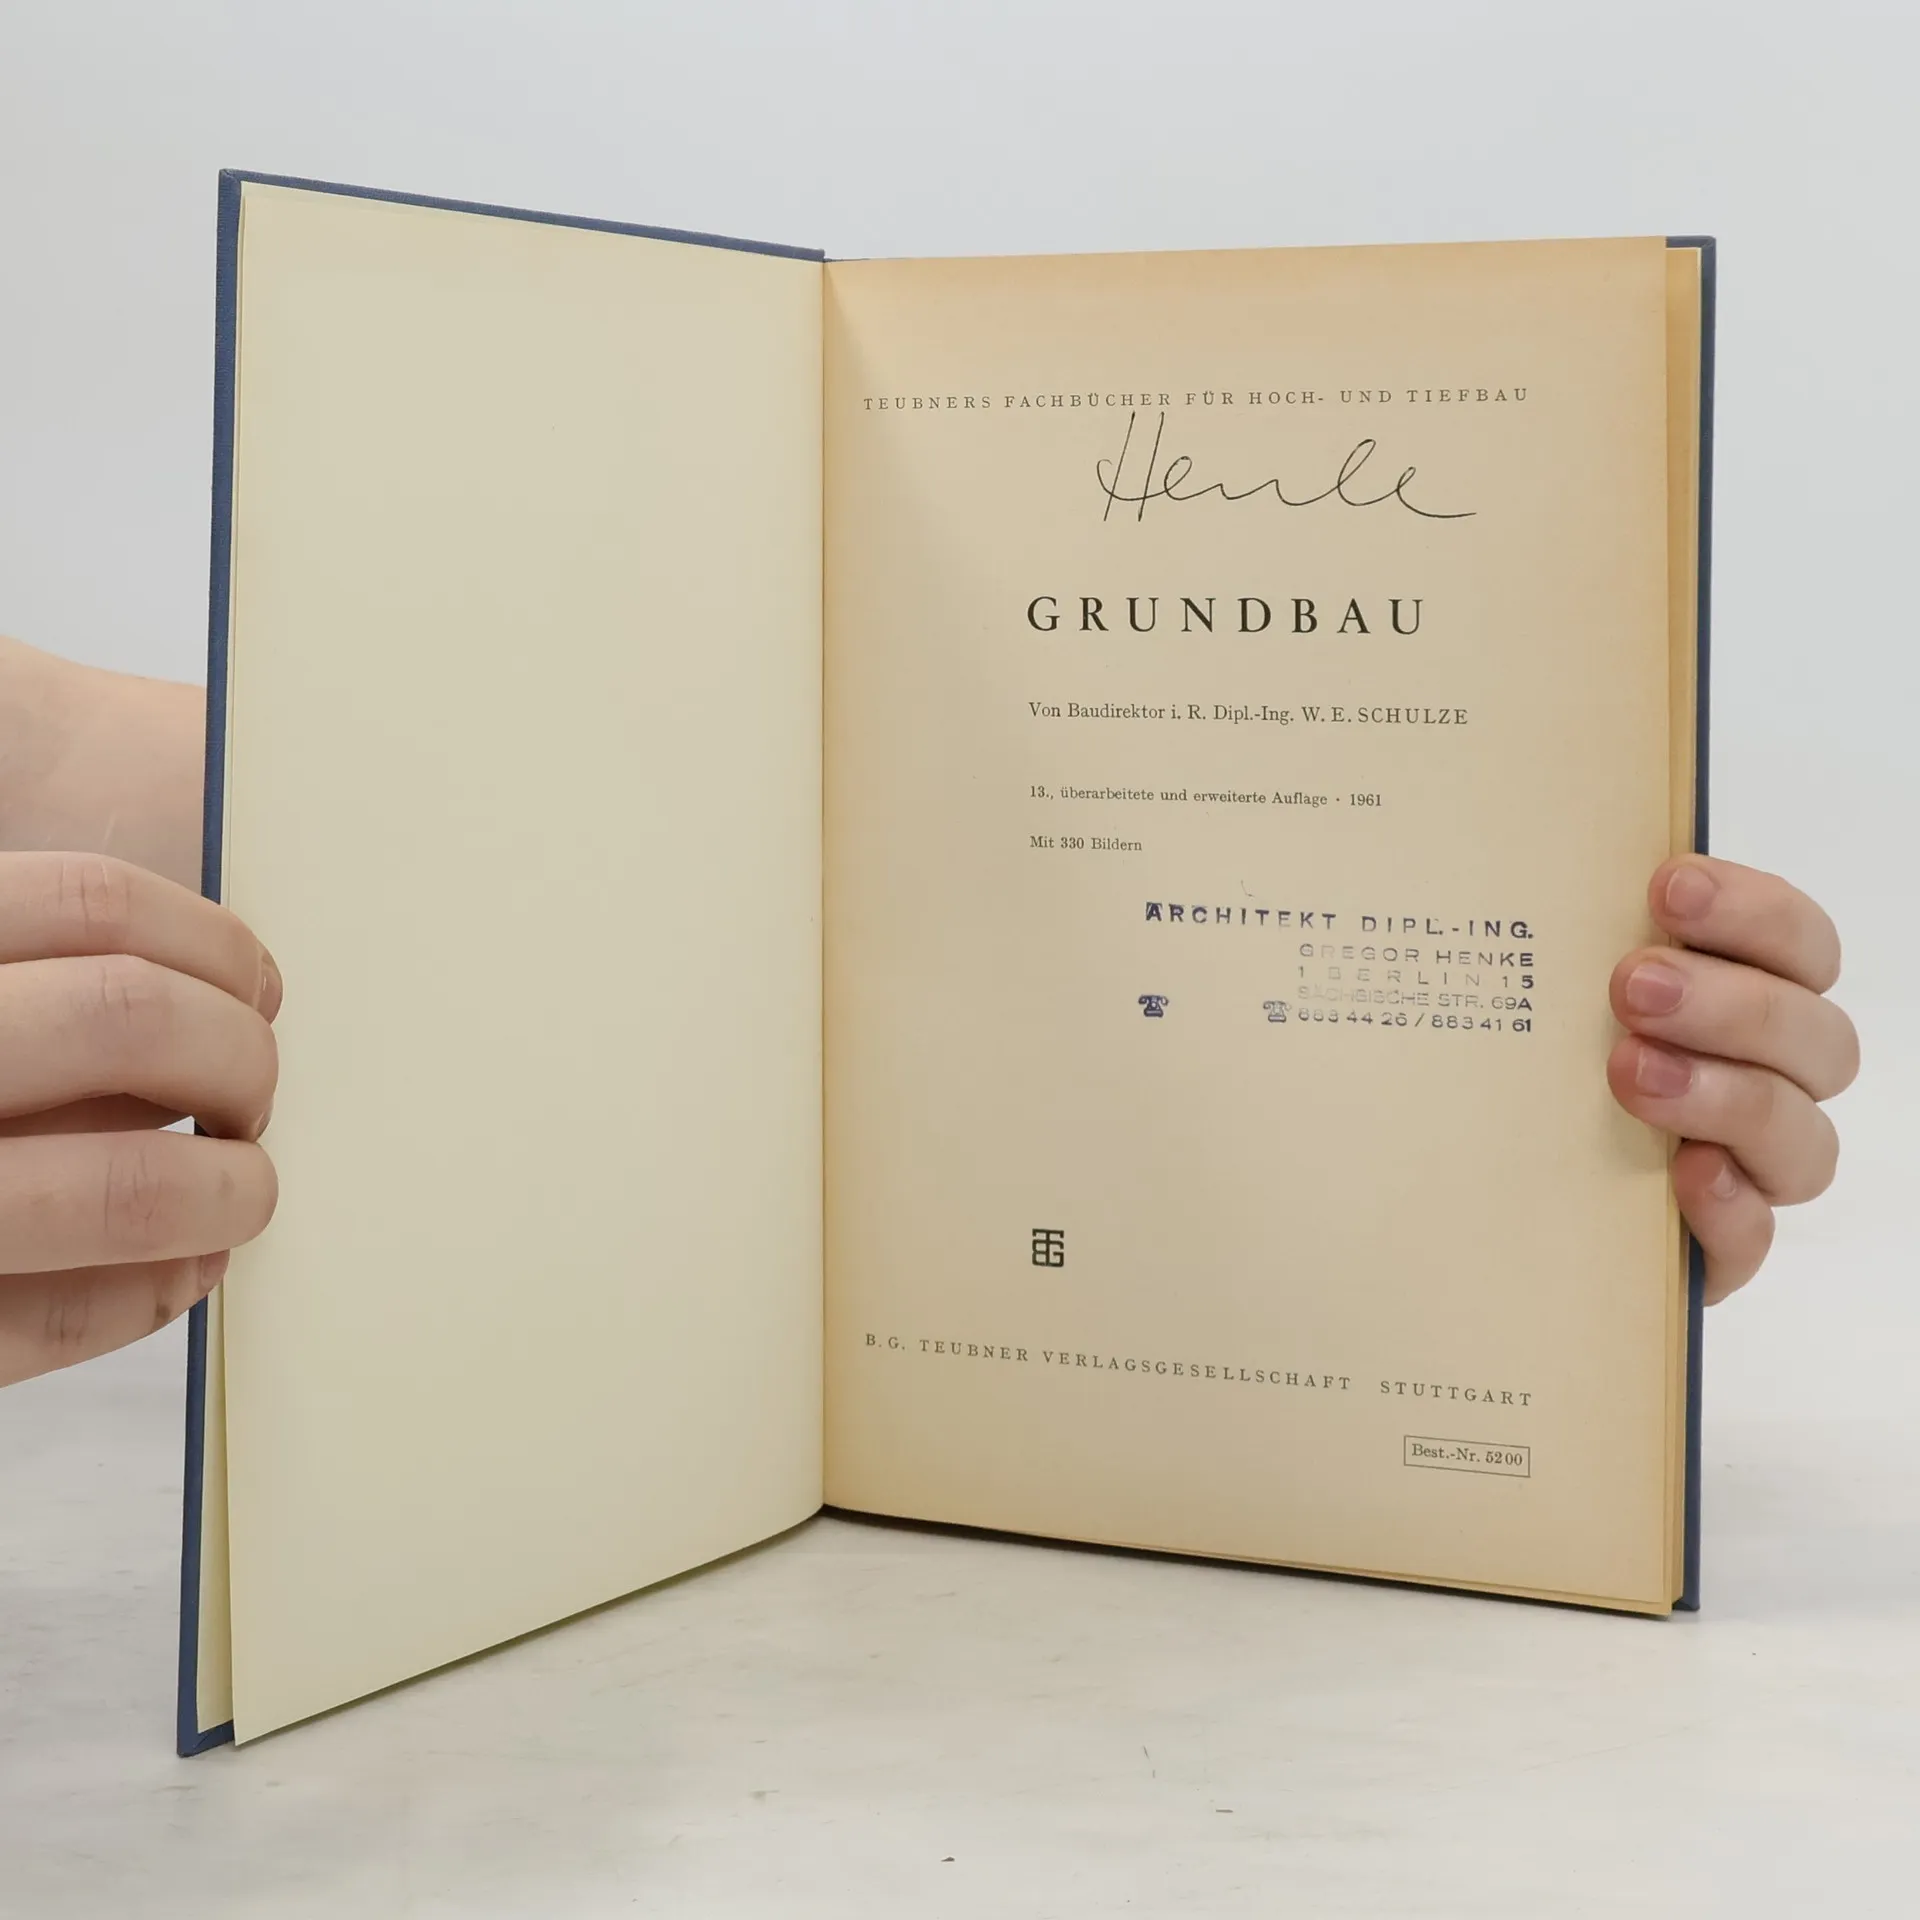 TEUBNERS FACHBÜCHER FÜR HOCH- UND TIEFBAU
Henke
GRUNDBAU
Von Baudirektor i. R. Dipl.-Ing. W. E. SCHULZE
13., überarbeitete und erweiterte Auflage · 1961
Mit 330 Bildern
ARCHITEKT DIPL.-ING.
GREGOR HENKE
1 BERLIN 15
SÄCHSISCHE STR. 69A
☎ ☎ 883 44 26 / 883 41 61
B. G. TEUBNER VERLAGSGESELLSCHAFT STUTTGART
Best.-Nr. 5200